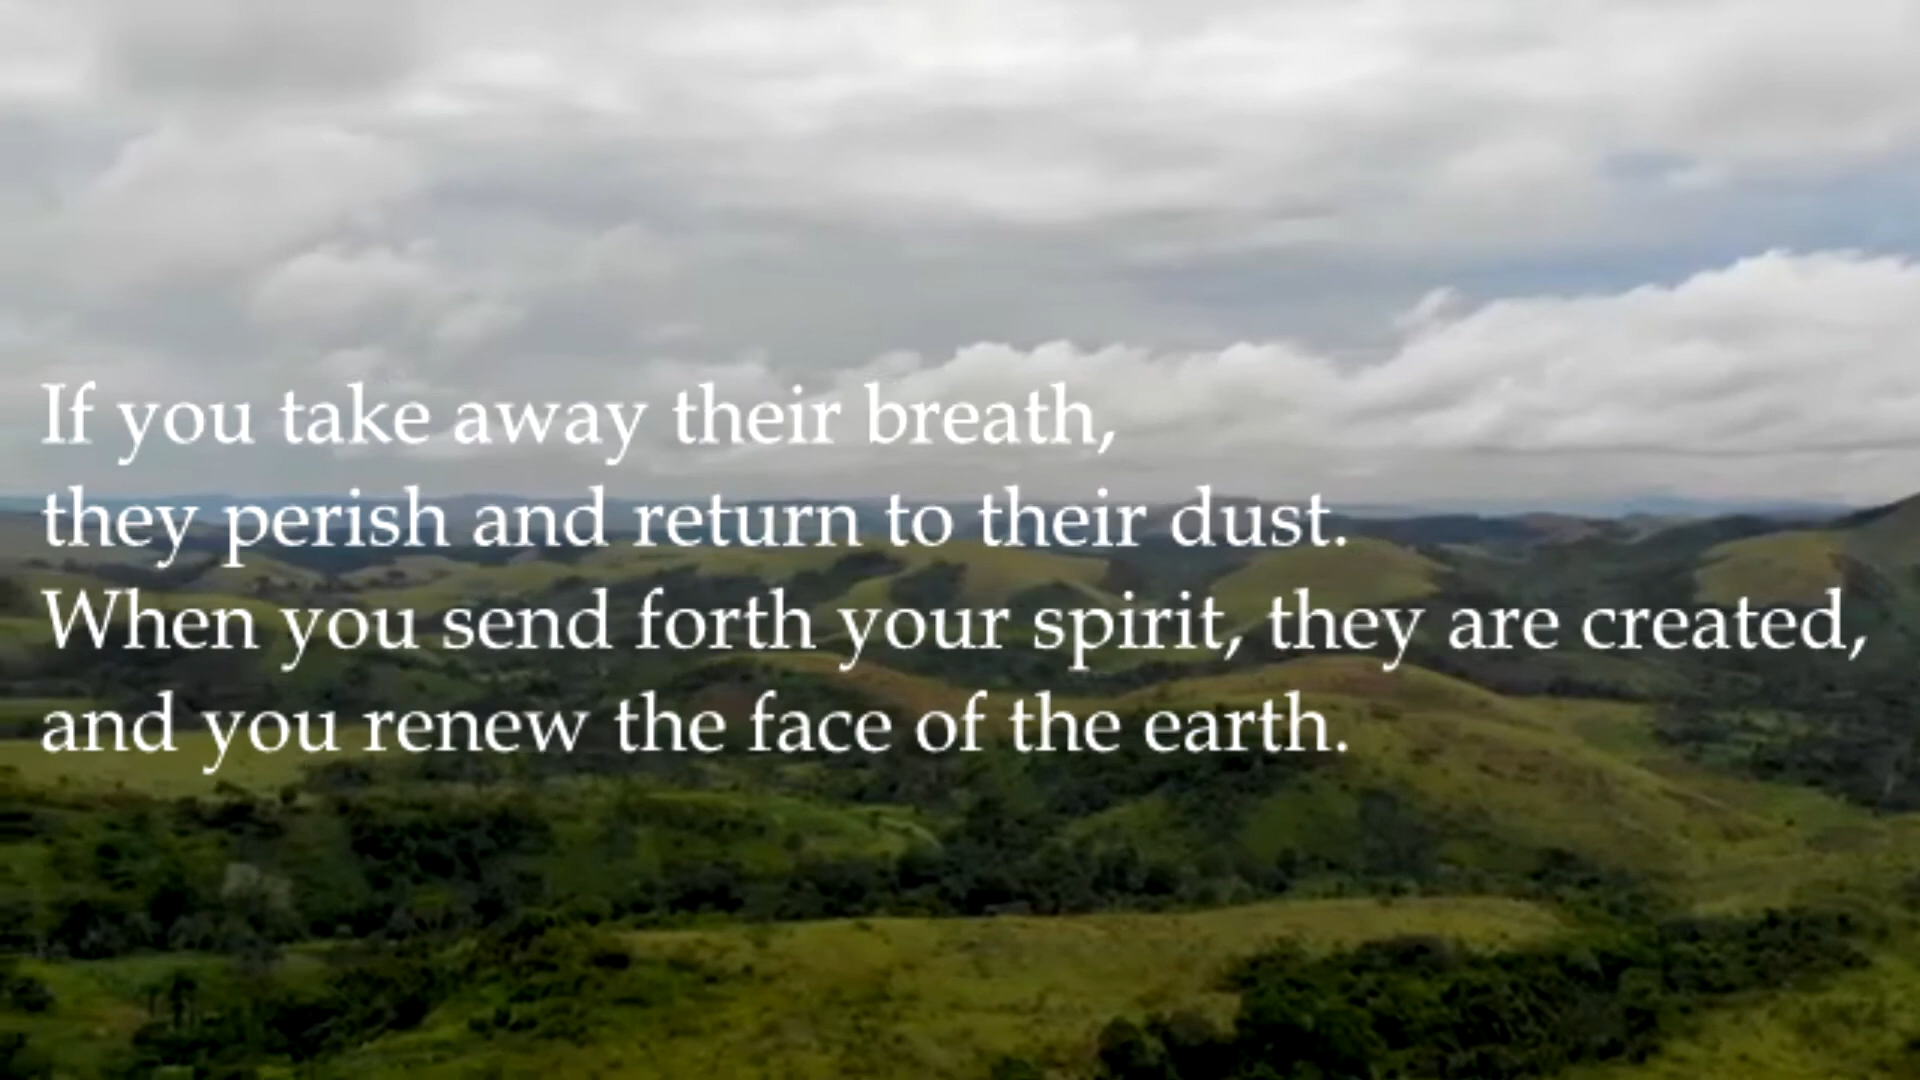 If you take away their breath,
they perish and return to their dust.
When you send forth your spirit, they are created,
and you renew the face of the earth.